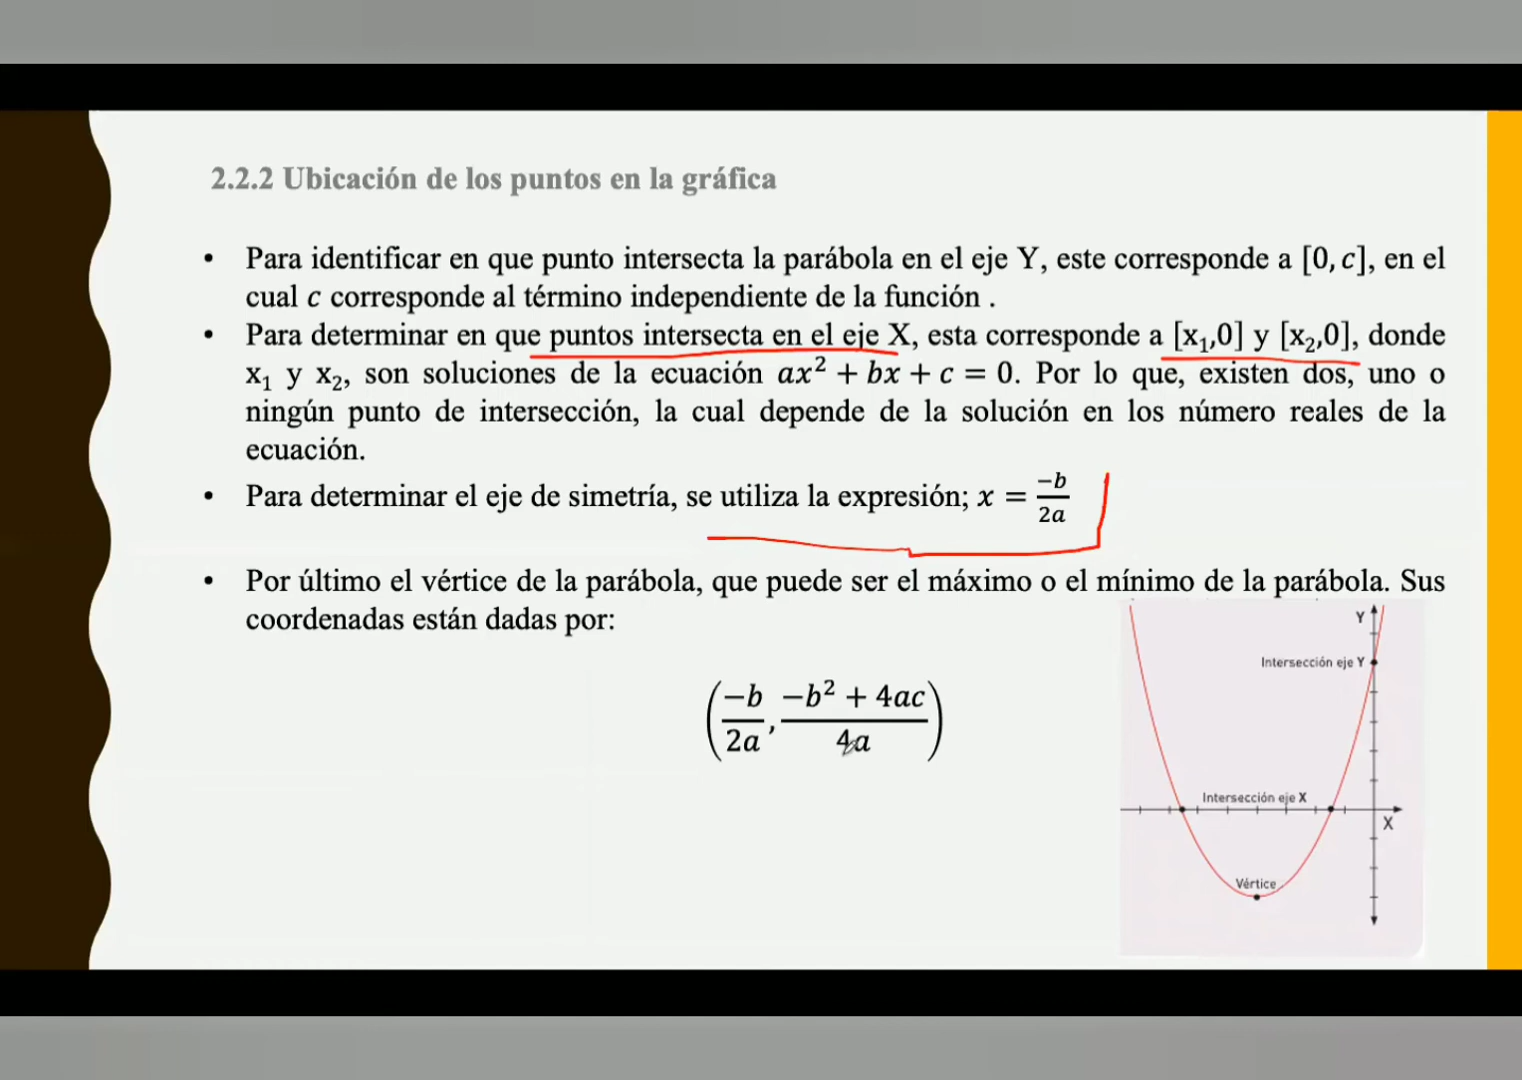 2.2.2 Ubicación de los puntos en la gráfica
• Para identificar en que punto intersecta la parábola en el eje Y, este corresponde a [0, c], en el
cual c corresponde al término independiente de la función .
• Para determinar en que puntos intersecta en el eje X, esta corresponde a [x₁,0] y [x₂,0], donde
x₁ y x₂, son soluciones de la ecuación ax² + bx + c = 0. Por lo que, existen dos, uno o
ningún punto de intersección, la cual depende de la solución en los número reales de la
ecuación.
• Para determinar el eje de simetría, se utiliza la expresión; x = −b/2a
• Por último el vértice de la parábola, que puede ser el máximo o el mínimo de la parábola. Sus
coordenadas están dadas por:
(−b/2a, −b² + 4ac/4a)
Y
Intersección eje Y
Intersección eje X
X
Vértice